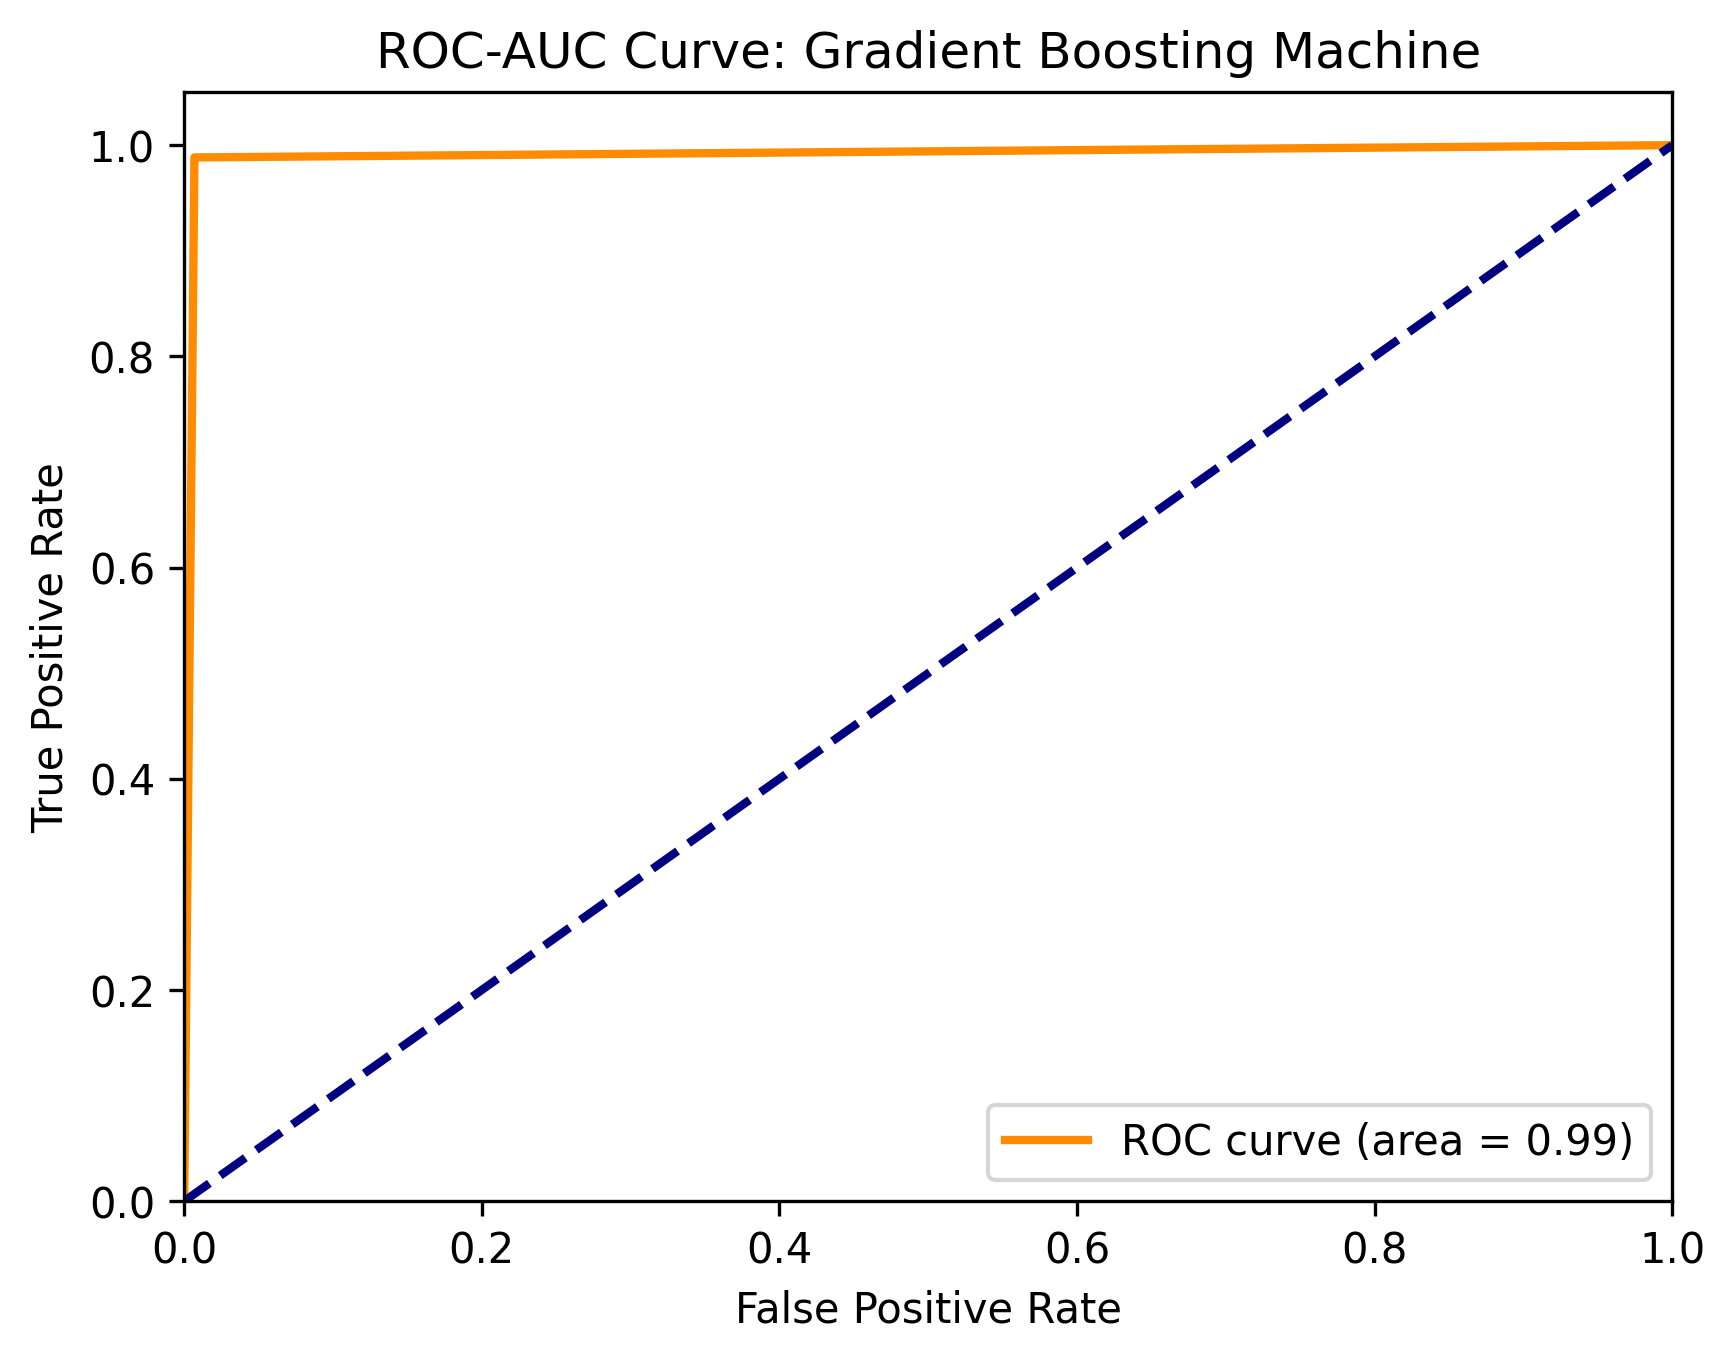 ROC-AUC Curve: Gradient Boosting Machine
True Positive Rate
1.0
0.8
0.6
0.4
0.2
0.0
ROC curve (area = 0.99)
0.0 0.2 0.4 0.6 0.8 1.0
False Positive Rate